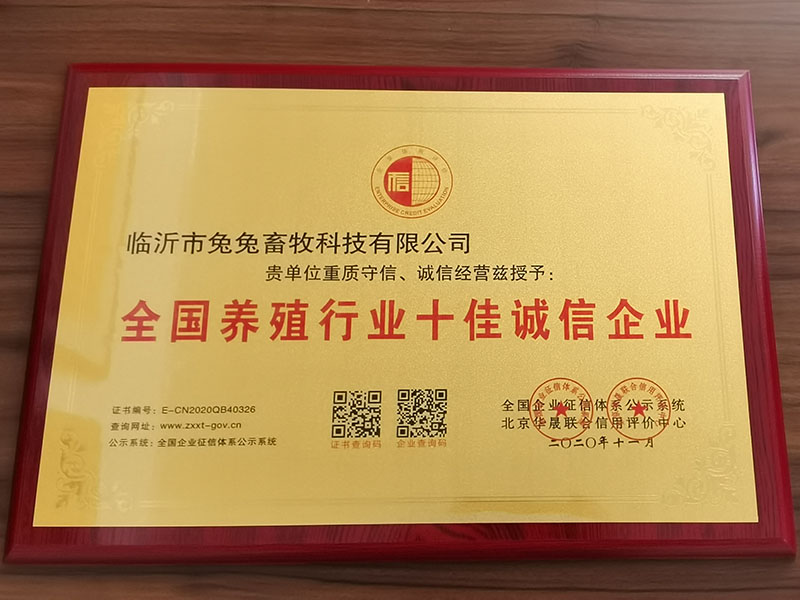 信
ENTERPRISE CREDIT EVALUATION
临沂市兔兔畜牧科技有限公司
贵单位重质守信、诚信经营兹授予：
全国养殖行业十佳诚信企业
证书编号：E-CN2020QB40326
查询网址：www.zxxt-gov.cn
公示系统：全国企业征信体系公示系统
证书查询码
企业查询码
全国企业征信体系公示系统
北京华晟联合信用评价中心
二〇二〇年十一月